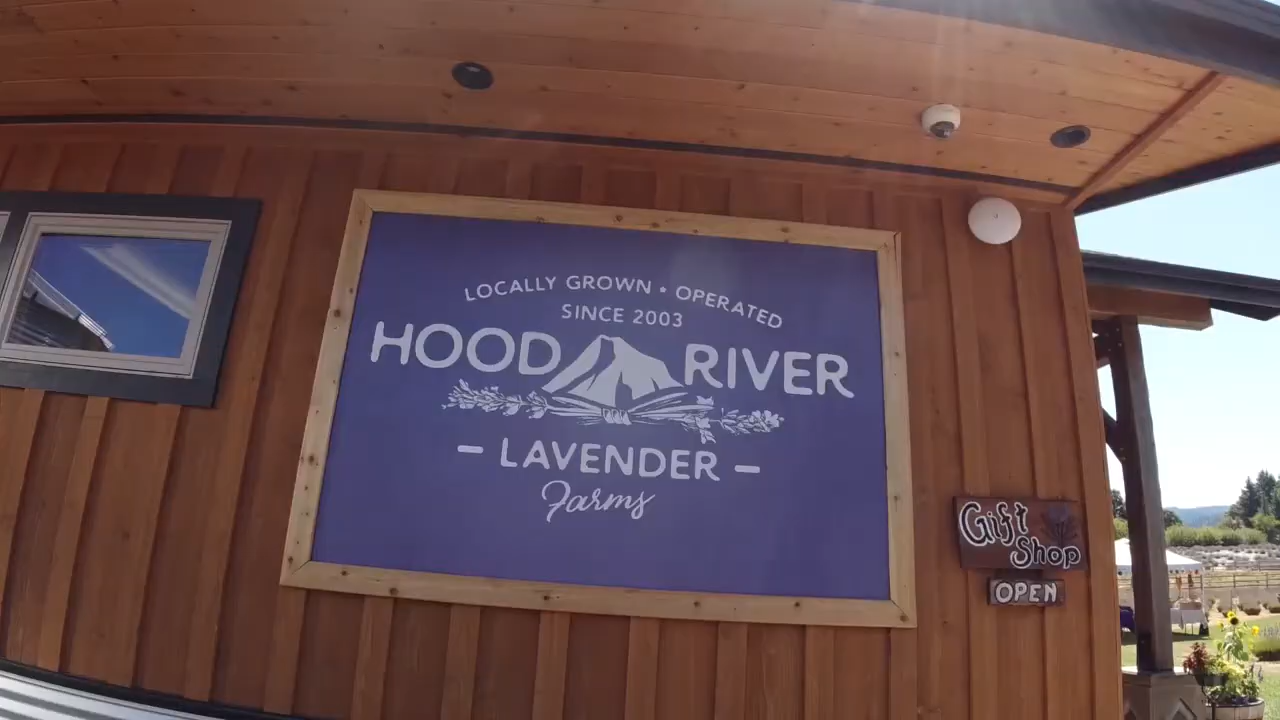 LOCALLY GROWN • OPERATED
SINCE 2003
HOOD RIVER
- LAVENDER -
Farms
Gift
Shop
OPEN